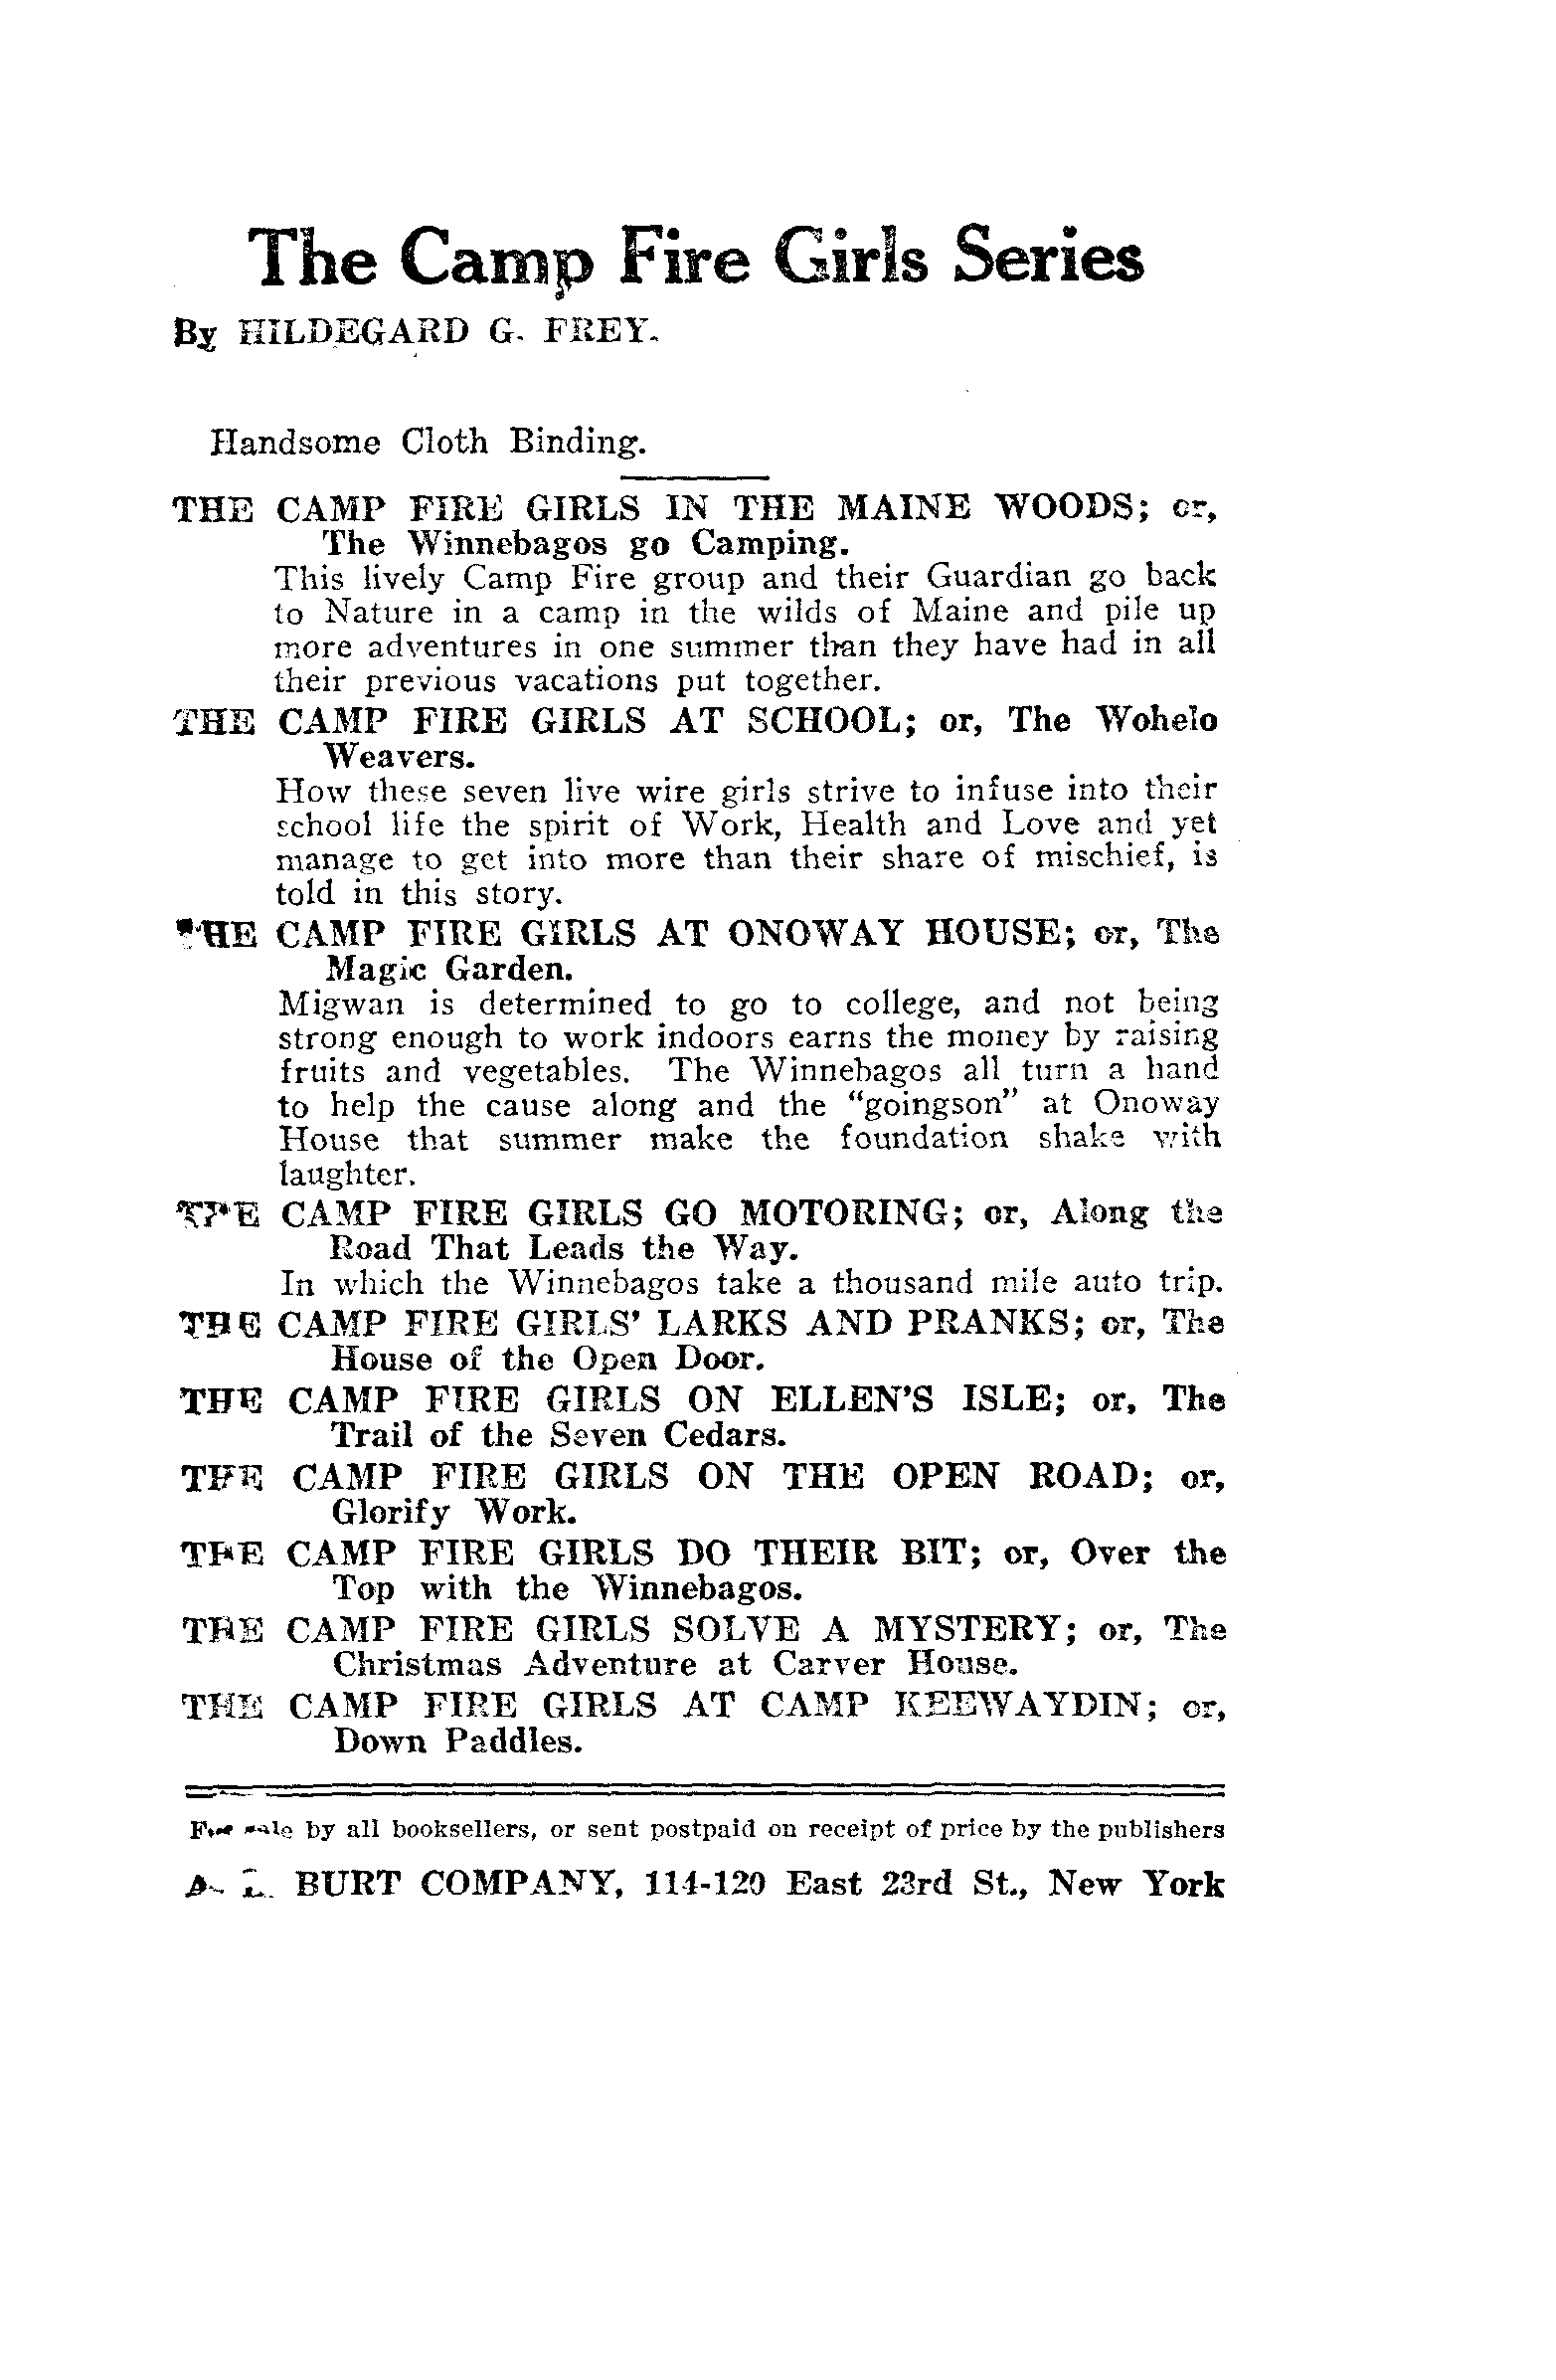 The Camp Fire Girls Series
By HILDEGARD G. FREY.
Handsome Cloth Binding.
THE CAMP FIRE GIRLS IN THE MAINE WOODS; or,
The Winnebagos go Camping.
This lively Camp Fire group and their Guardian go back
to Nature in a camp in the wilds of Maine and pile up
more adventures in one summer than they have had in all
their previous vacations put together.
THE CAMP FIRE GIRLS AT SCHOOL; or, The Wohelo
Weavers.
How these seven live wire girls strive to infuse into their
school life the spirit of Work, Health and Love and yet
manage to get into more than their share of mischief, is
told in this story.
THE CAMP FIRE GIRLS AT ONOWAY HOUSE; or, The
Magic Garden.
Migwan is determined to go to college, and not being
strong enough to work indoors earns the money by raising
fruits and vegetables. The Winnebagos all turn a hand
to help the cause along and the “goingson” at Onoway
House that summer make the foundation shake with
laughter.
THE CAMP FIRE GIRLS GO MOTORING; or, Along the
Road That Leads the Way.
In which the Winnebagos take a thousand mile auto trip.
THE CAMP FIRE GIRLS’ LARKS AND PRANKS; or, The
House of the Open Door.
THE CAMP FIRE GIRLS ON ELLEN’S ISLE; or, The
Trail of the Seven Cedars.
THE CAMP FIRE GIRLS ON THE OPEN ROAD; or,
Glorify Work.
THE CAMP FIRE GIRLS DO THEIR BIT; or, Over the
Top with the Winnebagos.
THE CAMP FIRE GIRLS SOLVE A MYSTERY; or, The
Christmas Adventure at Carver House.
THE CAMP FIRE GIRLS AT CAMP KEEWAYDIN; or,
Down Paddles.
For sale by all booksellers, or sent postpaid on receipt of price by the publishers
A. L. BURT COMPANY, 114-120 East 23rd St., New York